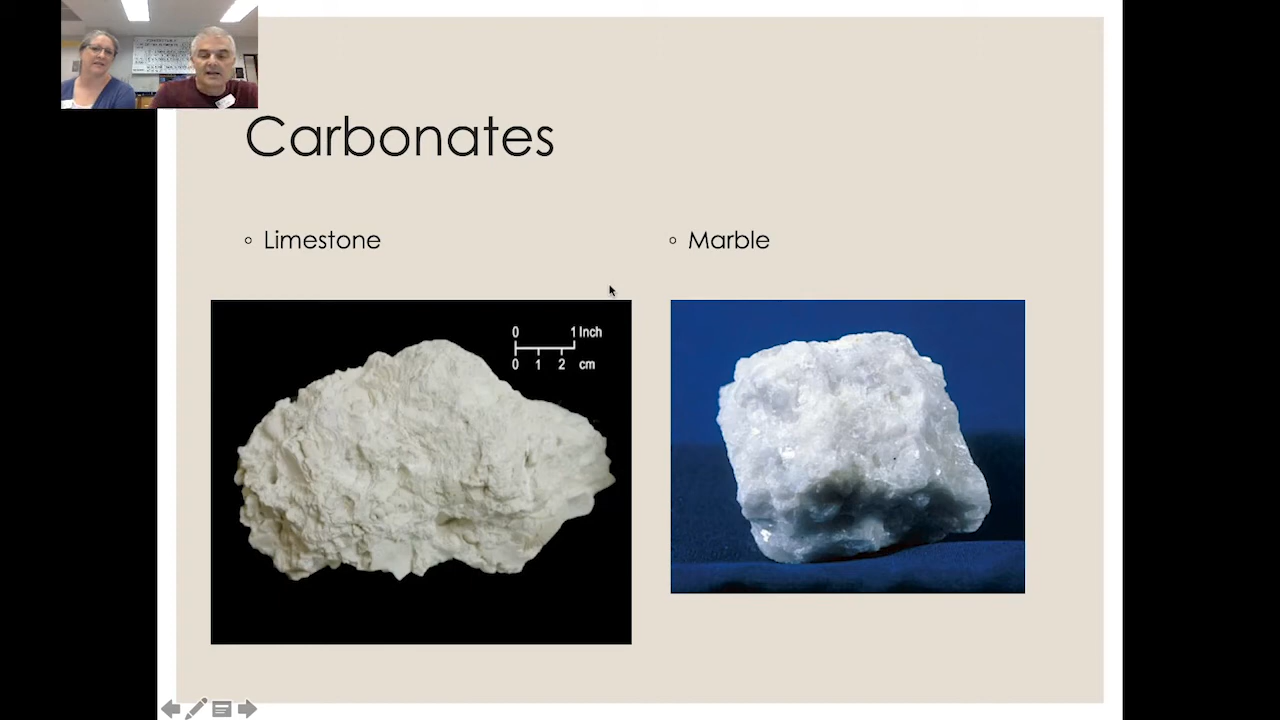 Carbonates
Limestone
Marble
0 1 Inch
0 1 2 cm